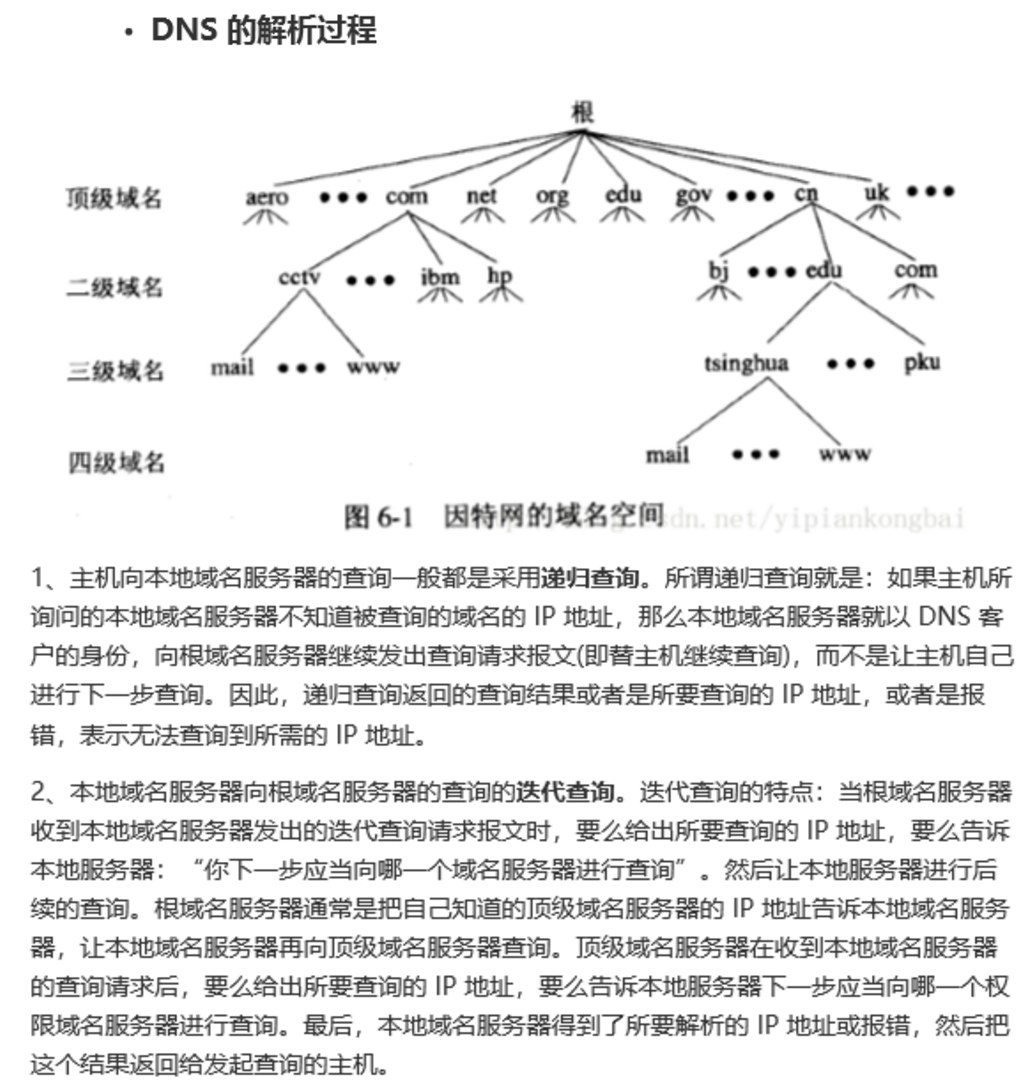 • DNS 的解析过程
根
顶级域名 aero ••• com net org edu gov ••• cn uk •••
二级域名 cctv ••• ibm hp bj ••• edu com
三级域名 mail ••• www tsinghua ••• pku
四级域名 mail ••• www
图 6-1 因特网的域名空间 dn.net/yipiankongbai
1、主机向本地域名服务器的查询一般都是采用递归查询。所谓递归查询就是：如果主机所
询问的本地域名服务器不知道被查询的域名的 IP 地址，那么本地域名服务器就以 DNS 客
户的身份，向根域名服务器继续发出查询请求报文(即替主机继续查询)，而不是让主机自己
进行下一步查询。因此，递归查询返回的查询结果或者是所要查询的 IP 地址，或者是报
错，表示无法查询到所需的 IP 地址。
2、本地域名服务器向根域名服务器的查询的迭代查询。迭代查询的特点：当根域名服务器
收到本地域名服务器发出的迭代查询请求报文时，要么给出所要查询的 IP 地址，要么告诉
本地服务器：“你下一步应当向哪一个域名服务器进行查询”。然后让本地服务器进行后
续的查询。根域名服务器通常是把自己知道的顶级域名服务器的 IP 地址告诉本地域名服务
器，让本地域名服务器再向顶级域名服务器查询。顶级域名服务器在收到本地域名服务器
的查询请求后，要么给出所要查询的 IP 地址，要么告诉本地服务器下一步应当向哪一个权
限域名服务器进行查询。最后，本地域名服务器得到了所要解析的 IP 地址或报错，然后把
这个结果返回给发起查询的主机。